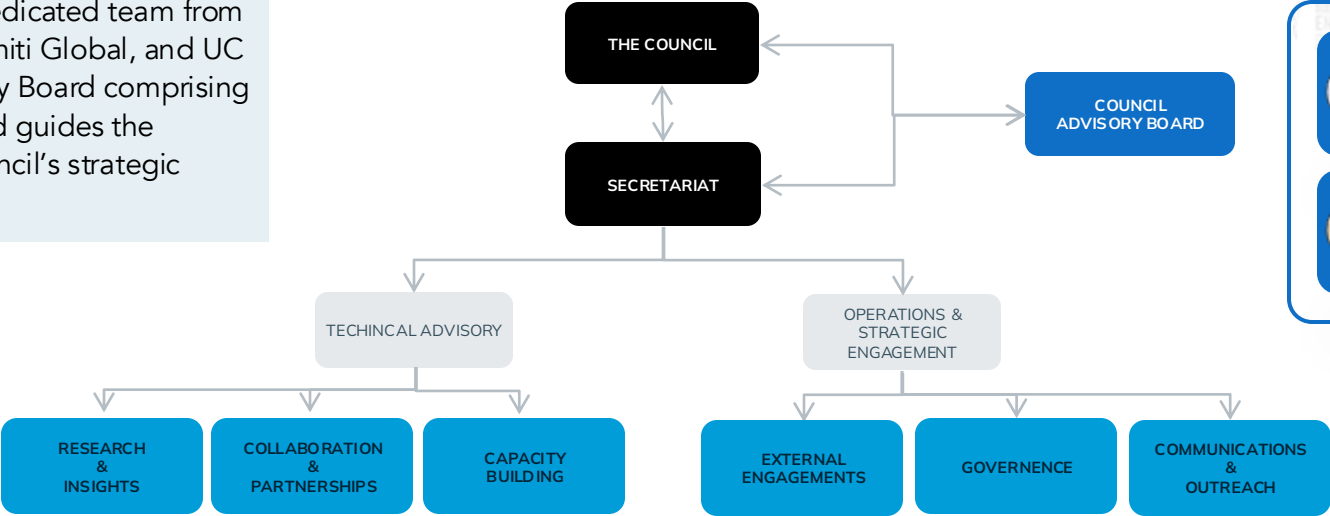 edicated team from
niti Global, and UC
y Board comprising
d guides the
ncil's strategic
THE COUNCIL
COUNCIL
ADVISORY BOARD
SECRETARIAT
TECHINCAL ADVISORY
OPERATIONS &
STRATEGIC
ENGAGEMENT
RESEARCH
&
INSIGHTS
COLLABORATION
&
PARTNERSHIPS
CAPACITY
BUILDING
EXTERNAL
ENGAGEMENTS
GOVERNENCE
COMMUNICATIONS
&
OUTREACH